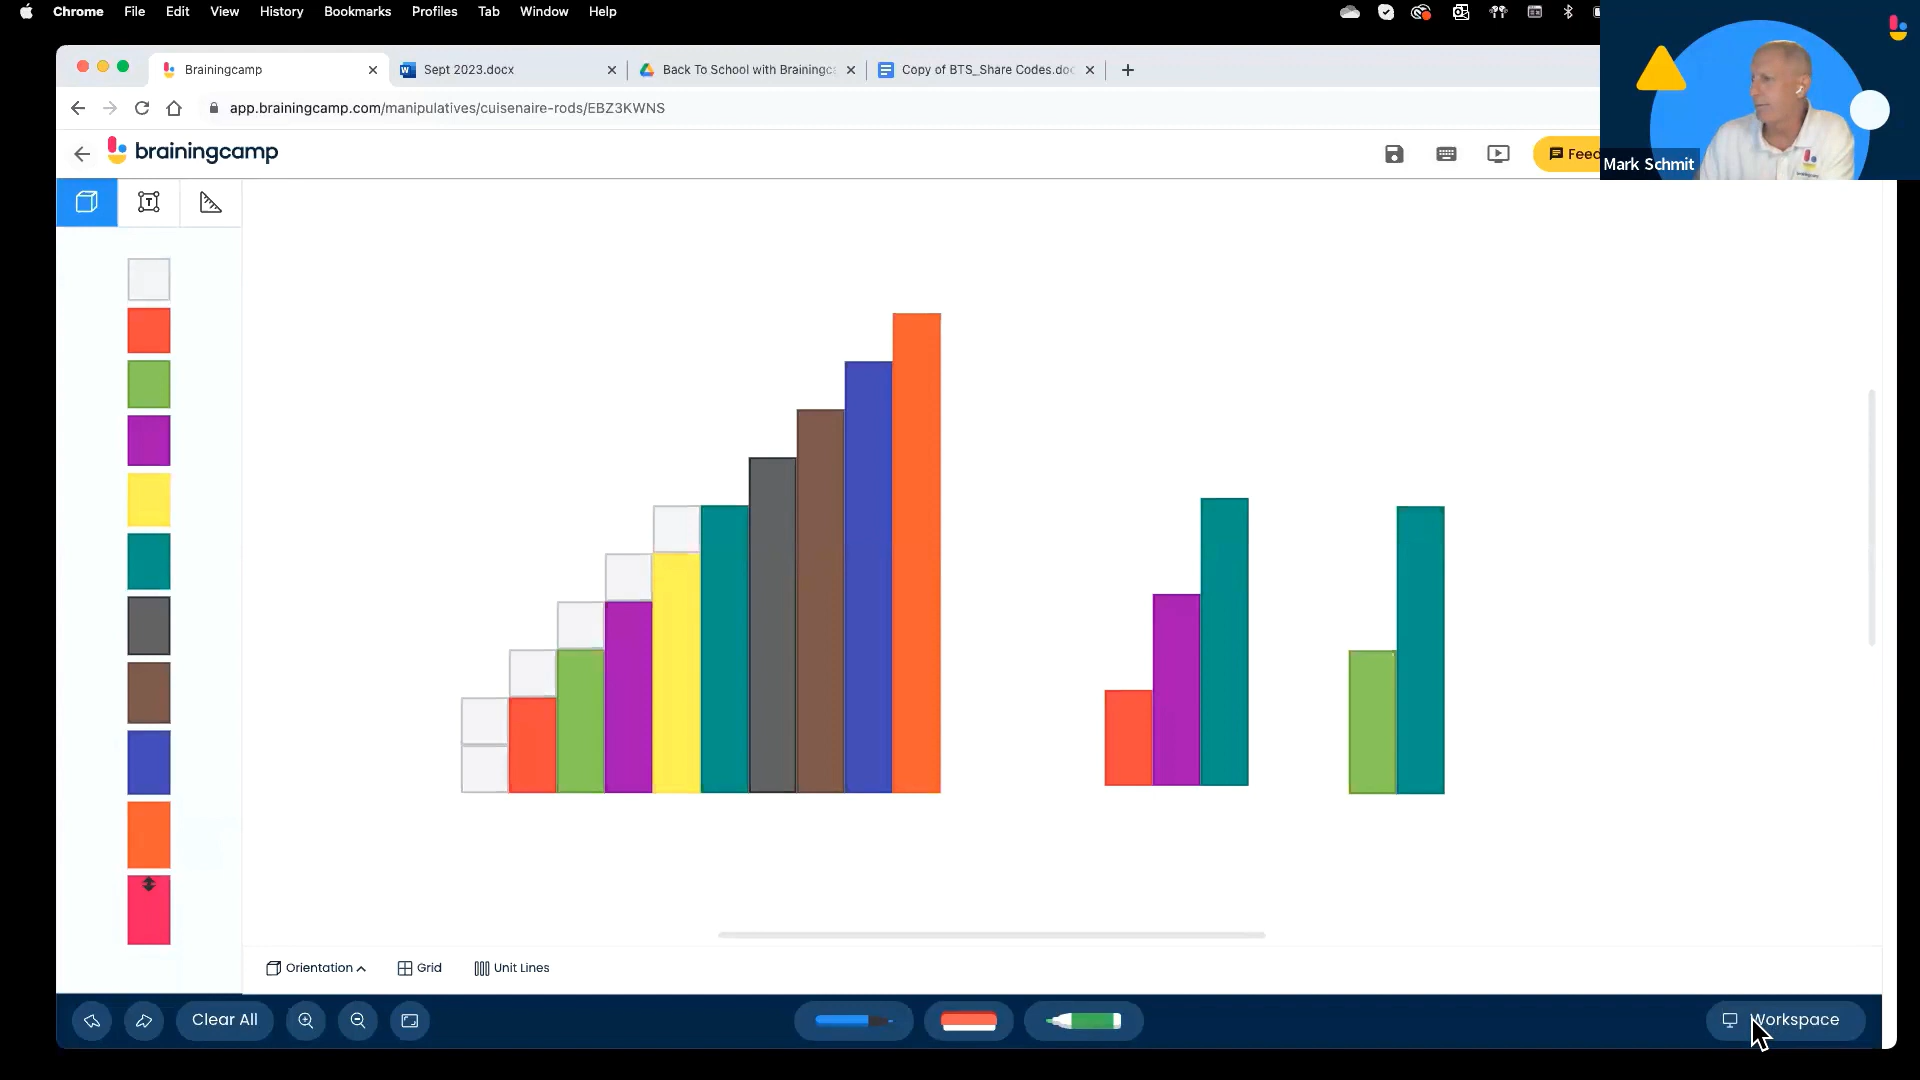 Chrome File Edit View History Bookmarks Profiles Tab Window Help
Brainingcamp
Sept 2023.docx
Back To School with Brainingc
Copy of BTS_Share Codes.doc
app.brainingcamp.com/manipulatives/cuisenaire-rods/EBZ3KWNS
brainingcamp
Feed
Mark Schmit
T
Orientation
Grid
Unit Lines
Clear All
Workspace